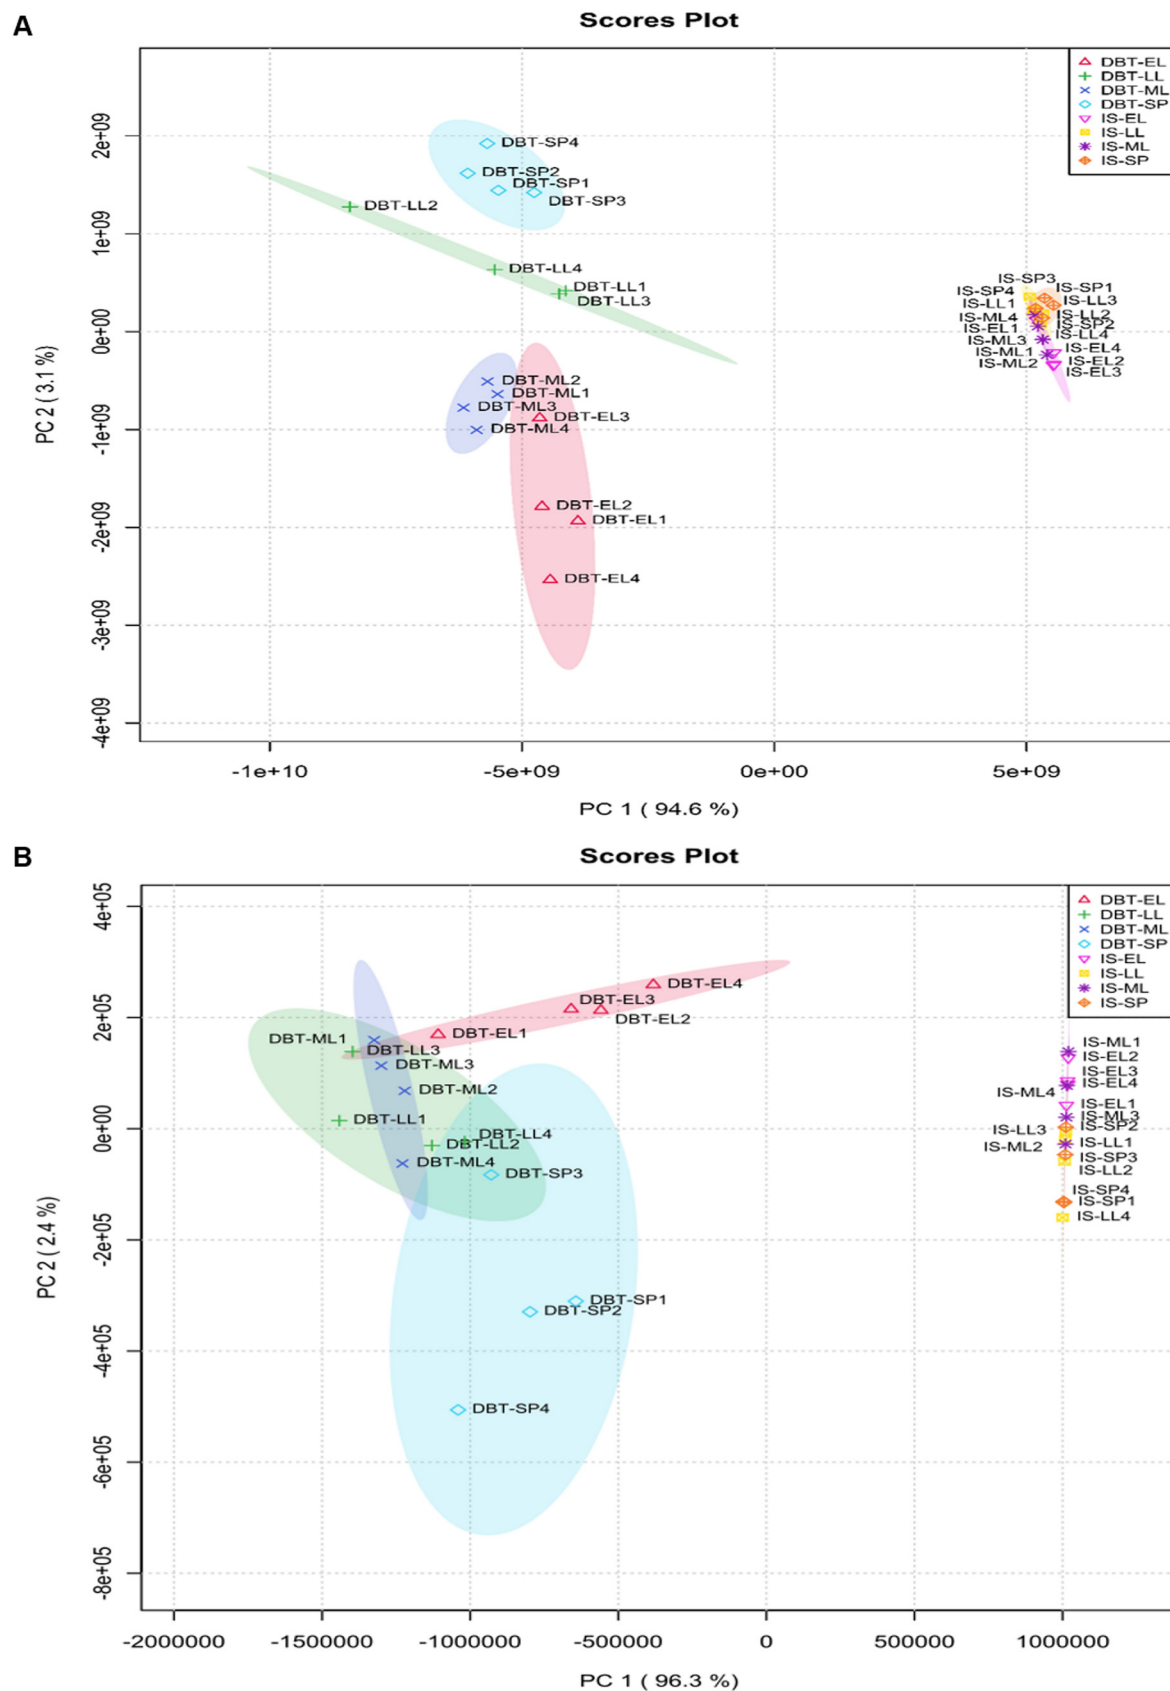 A
Scores Plot
DBT-EL
DBT-LL
DBT-ML
DBT-SP
IS-EL
IS-LL
IS-ML
IS-SP
PC 2 ( 3.1 %)
2e+09
1e+09
0e+00
-1e+09
-2e+09
-3e+09
-4e+09
DBT-SP4
DBT-SP2
DBT-SP1
DBT-SP3
DBT-LL2
DBT-LL4
DBT-LL1
DBT-LL3
IS-SP3
IS-SP4
IS-SP1
IS-LL1
IS-LL3
IS-ML4
IS-LL2
IS-EL1
IS-SP2
IS-ML3
IS-LL4
IS-ML1
IS-EL4
IS-ML2
IS-EL2
IS-EL3
DBT-ML2
DBT-ML1
DBT-ML3
DBT-EL3
DBT-ML4
DBT-EL2
DBT-EL1
DBT-EL4
-1e+10
-5e+09
0e+00
5e+09
PC 1 ( 94.6 %)
B
Scores Plot
DBT-EL
DBT-LL
DBT-ML
DBT-SP
IS-EL
IS-LL
IS-ML
IS-SP
PC 2 ( 2.4 %)
4e+05
2e+05
0e+00
-2e+05
-4e+05
-6e+05
-8e+05
DBT-EL4
DBT-EL3
DBT-EL2
DBT-EL1
DBT-ML1
DBT-LL3
DBT-ML3
DBT-ML2
DBT-LL1
DBT-LL4
DBT-LL2
DBT-ML4
DBT-SP3
DBT-SP1
DBT-SP2
DBT-SP4
IS-ML1
IS-EL2
IS-EL3
IS-EL4
IS-ML4
IS-EL1
IS-ML3
IS-SP2
IS-LL3
IS-LL1
IS-ML2
IS-SP3
IS-LL2
IS-SP4
IS-SP1
IS-LL4
-2000000
-1500000
-1000000
-500000
0
500000
1000000
PC 1 ( 96.3 %)